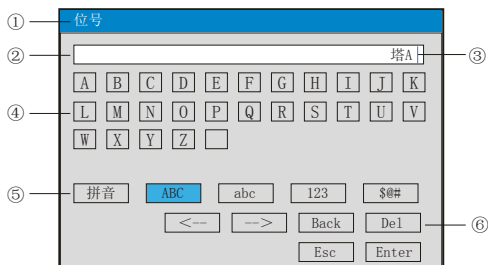 ① 位号
② 塔A ③
A B C D E F G H I J K
④ L M N O P Q R S T U V
W X Y Z
⑤ 拼音 ABC abc 123 $@#
<-- --> Back Del ⑥
Esc Enter